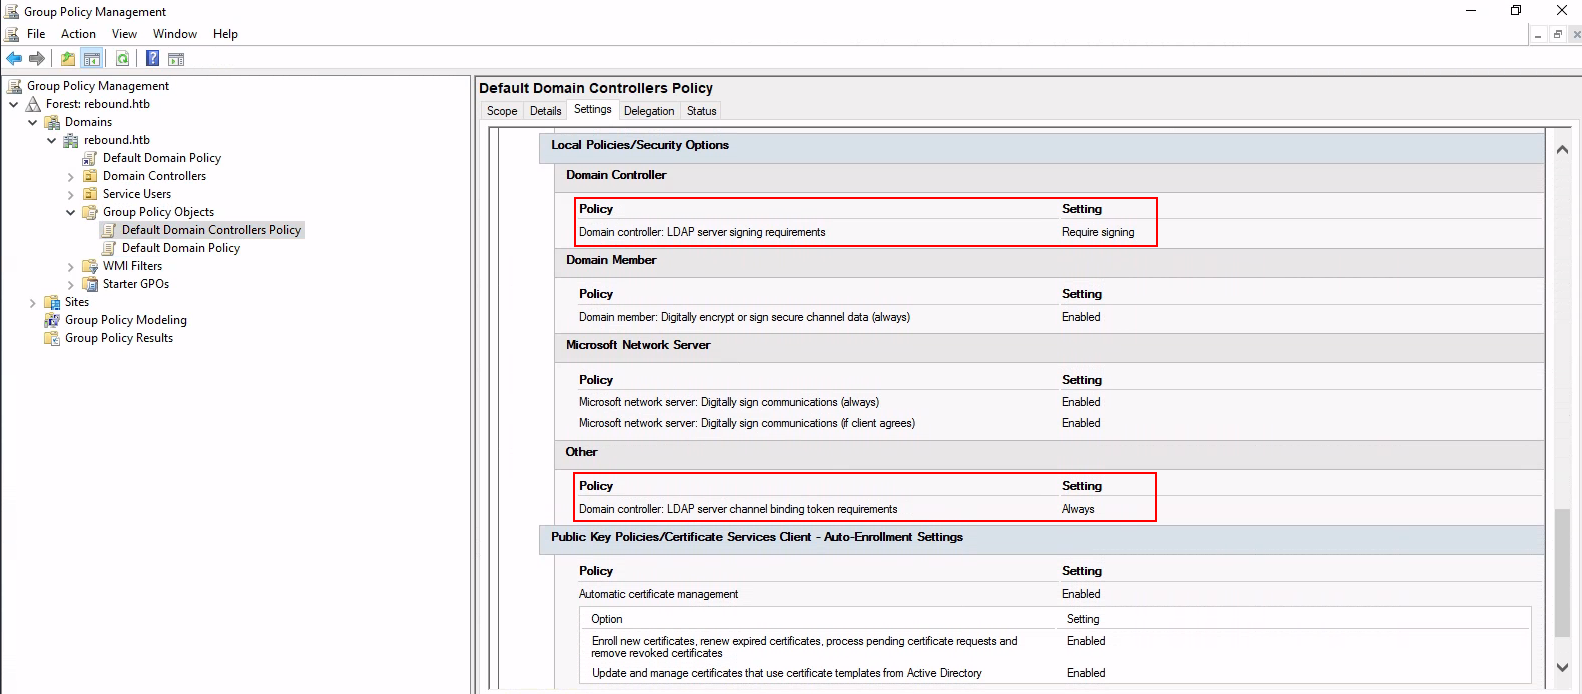 Group Policy Management
File Action View Window Help
Group Policy Management
Forest: rebound.htb
Domains
rebound.htb
Default Domain Policy
Domain Controllers
Service Users
Group Policy Objects
Default Domain Controllers Policy
Default Domain Policy
WMI Filters
Starter GPOs
Sites
Group Policy Modeling
Group Policy Results
Default Domain Controllers Policy
Scope Details Settings Delegation Status
Local Policies/Security Options
Domain Controller
Policy Setting
Domain controller: LDAP server signing requirements Require signing
Domain Member
Policy Setting
Domain member: Digitally encrypt or sign secure channel data (always) Enabled
Microsoft Network Server
Policy Setting
Microsoft network server: Digitally sign communications (always) Enabled
Microsoft network server: Digitally sign communications (if client agrees) Enabled
Other
Policy Setting
Domain controller: LDAP server channel binding token requirements Always
Public Key Policies/Certificate Services Client - Auto-Enrollment Settings
Policy Setting
Automatic certificate management Enabled
Option Setting
Enroll new certificates, renew expired certificates, process pending certificate requests and Enabled
remove revoked certificates
Update and manage certificates that use certificate templates from Active Directory Enabled